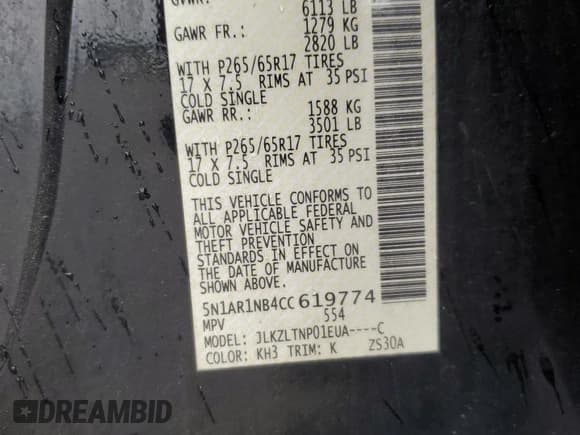 GVWR:
6113 LB
GAWR FR.: 1279 KG
2820 LB
WITH P265/65R17 TIRES
17 X 7.5 RIMS AT 35 PSI
COLD SINGLE
GAWR RR.: 1588 KG
3501 LB
WITH P265/65R17 TIRES
17 X 7.5 RIMS AT 35 PSI
COLD SINGLE
THIS VEHICLE CONFORMS TO
ALL APPLICABLE FEDERAL
MOTOR VEHICLE SAFETY AND
THEFT PREVENTION
STANDARDS IN EFFECT ON
THE DATE OF MANUFACTURE
SHOWN ABOVE.
5N1AR1NB4CC619774
MPV 554
MODEL: JLKZLTNP01EUA----C
COLOR: KH3 TRIM: K ZS30A
DREAMBID